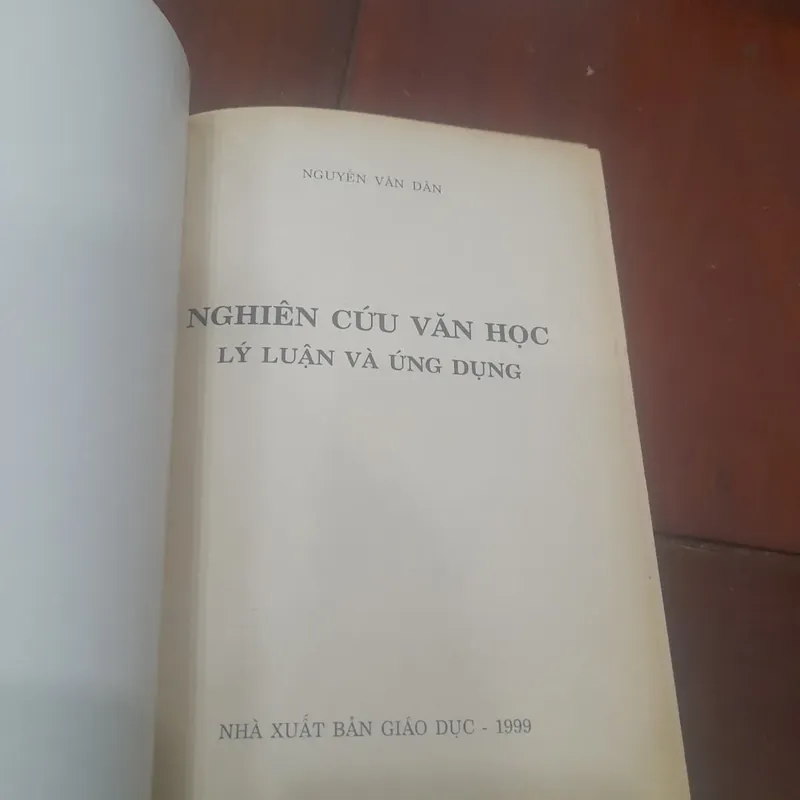 NGUYỄN VĂN DÂN
NGHIÊN CỨU VĂN HỌC
LÝ LUẬN VÀ ỨNG DỤNG
NHÀ XUẤT BẢN GIÁO DỤC - 1999